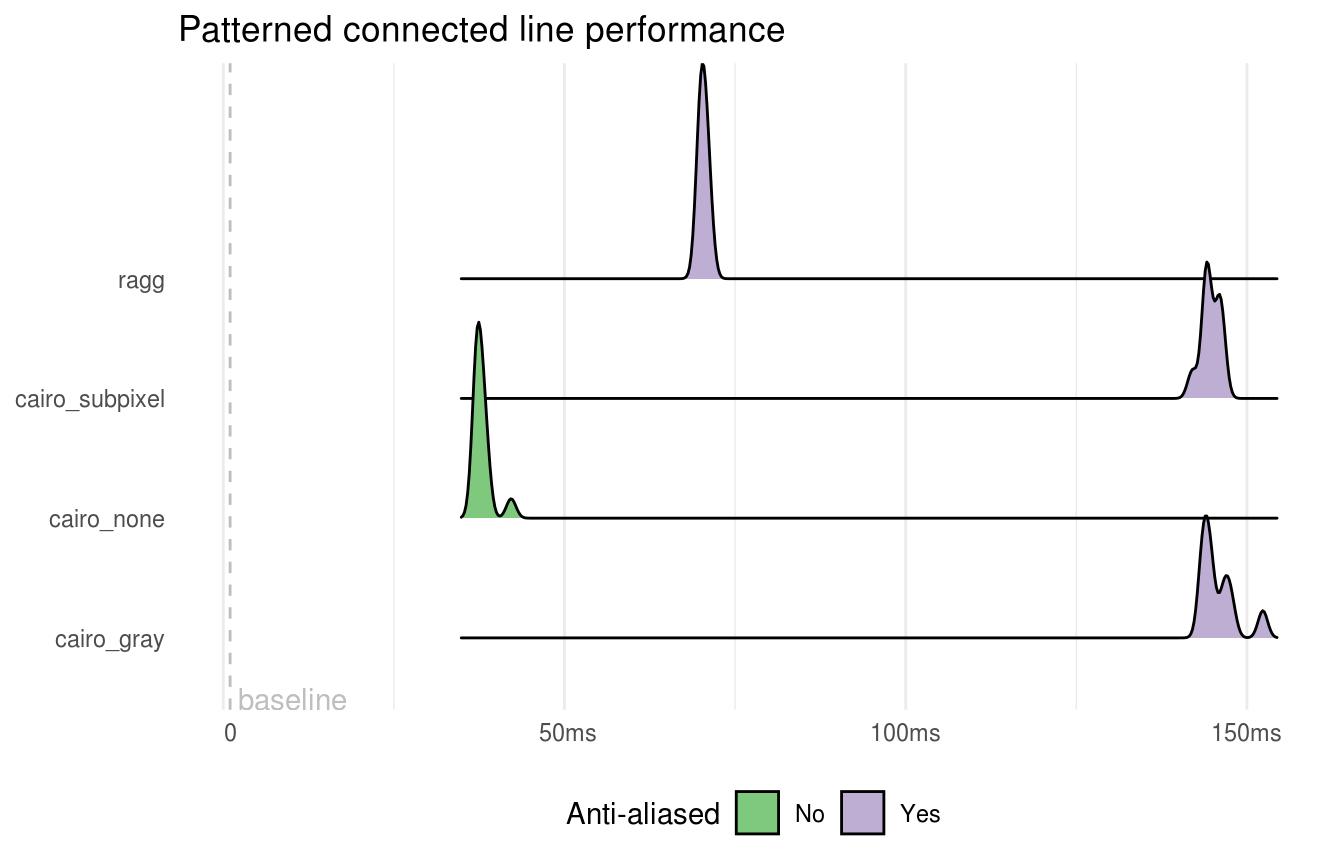 Patterned connected line performance
ragg
cairo_subpixel
cairo_none
cairo_gray
baseline
0 50ms 100ms 150ms
Anti-aliased No Yes